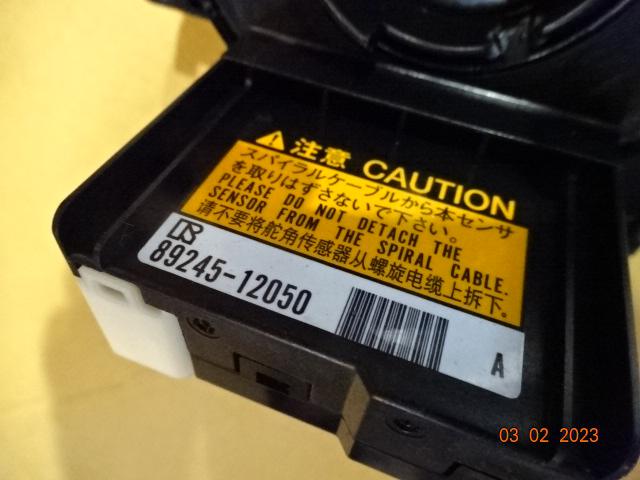 注意 CAUTION
スパイラルケーブルから本センサ
を取りはずさないで下さい。
PLEASE DO NOT DETACH THE
SENSOR FROM THE SPIRAL CABLE.
请不要将舵角传感器从螺旋电缆上拆下.
89245-12050
A
03 02 2023